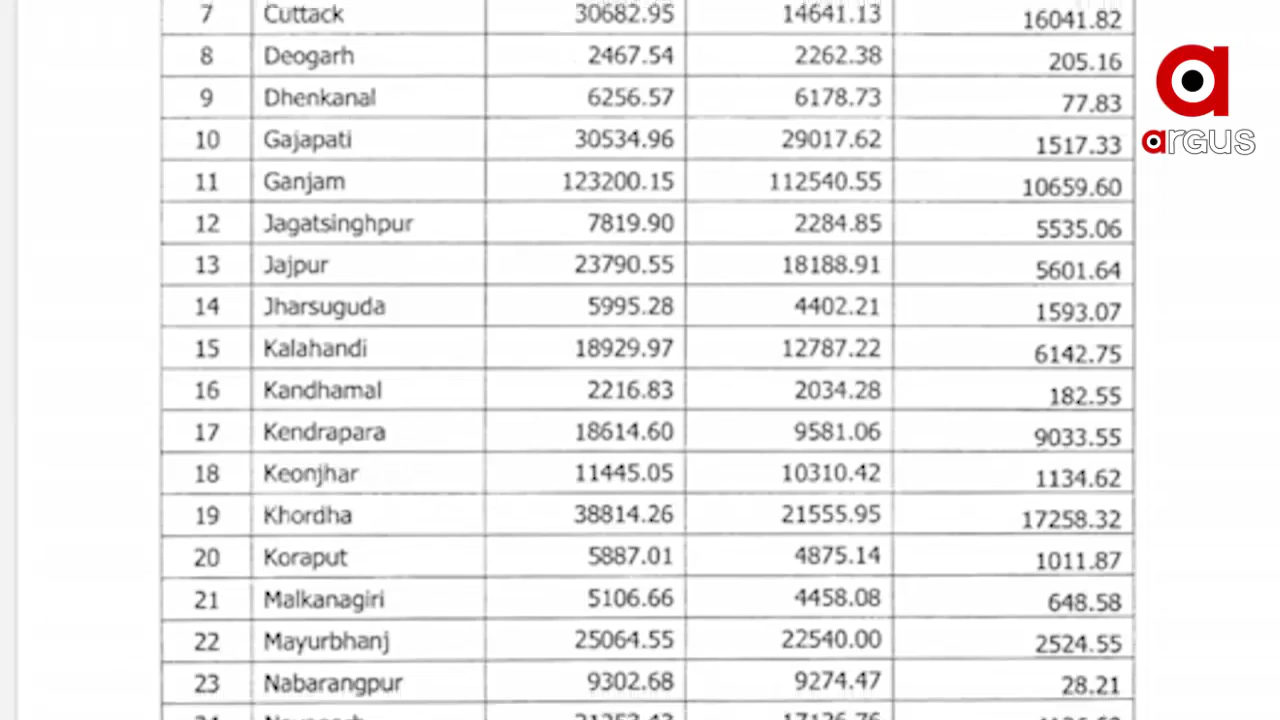 7 Cuttack 30682.95 14641.13 16041.82
8 Deogarh 2467.54 2262.38 205.16
9 Dhenkanal 6256.57 6178.73 77.83
10 Gajapati 30534.96 29017.62 1517.33
11 Ganjam 123200.15 112540.55 10659.60
12 Jagatsinghpur 7819.90 2284.85 5535.06
13 Jajpur 23790.55 18188.91 5601.64
14 Jharsuguda 5995.28 4402.21 1593.07
15 Kalahandi 18929.97 12787.22 6142.75
16 Kandhamal 2216.83 2034.28 182.55
17 Kendrapara 18614.60 9581.06 9033.55
18 Keonjhar 11445.05 10310.42 1134.62
19 Khordha 38814.26 21555.95 17258.32
20 Koraput 5887.01 4875.14 1011.87
21 Malkanagiri 5106.66 4458.08 648.58
22 Mayurbhanj 25064.55 22540.00 2524.55
23 Nabarangpur 9302.68 9274.47 28.21
a
argus